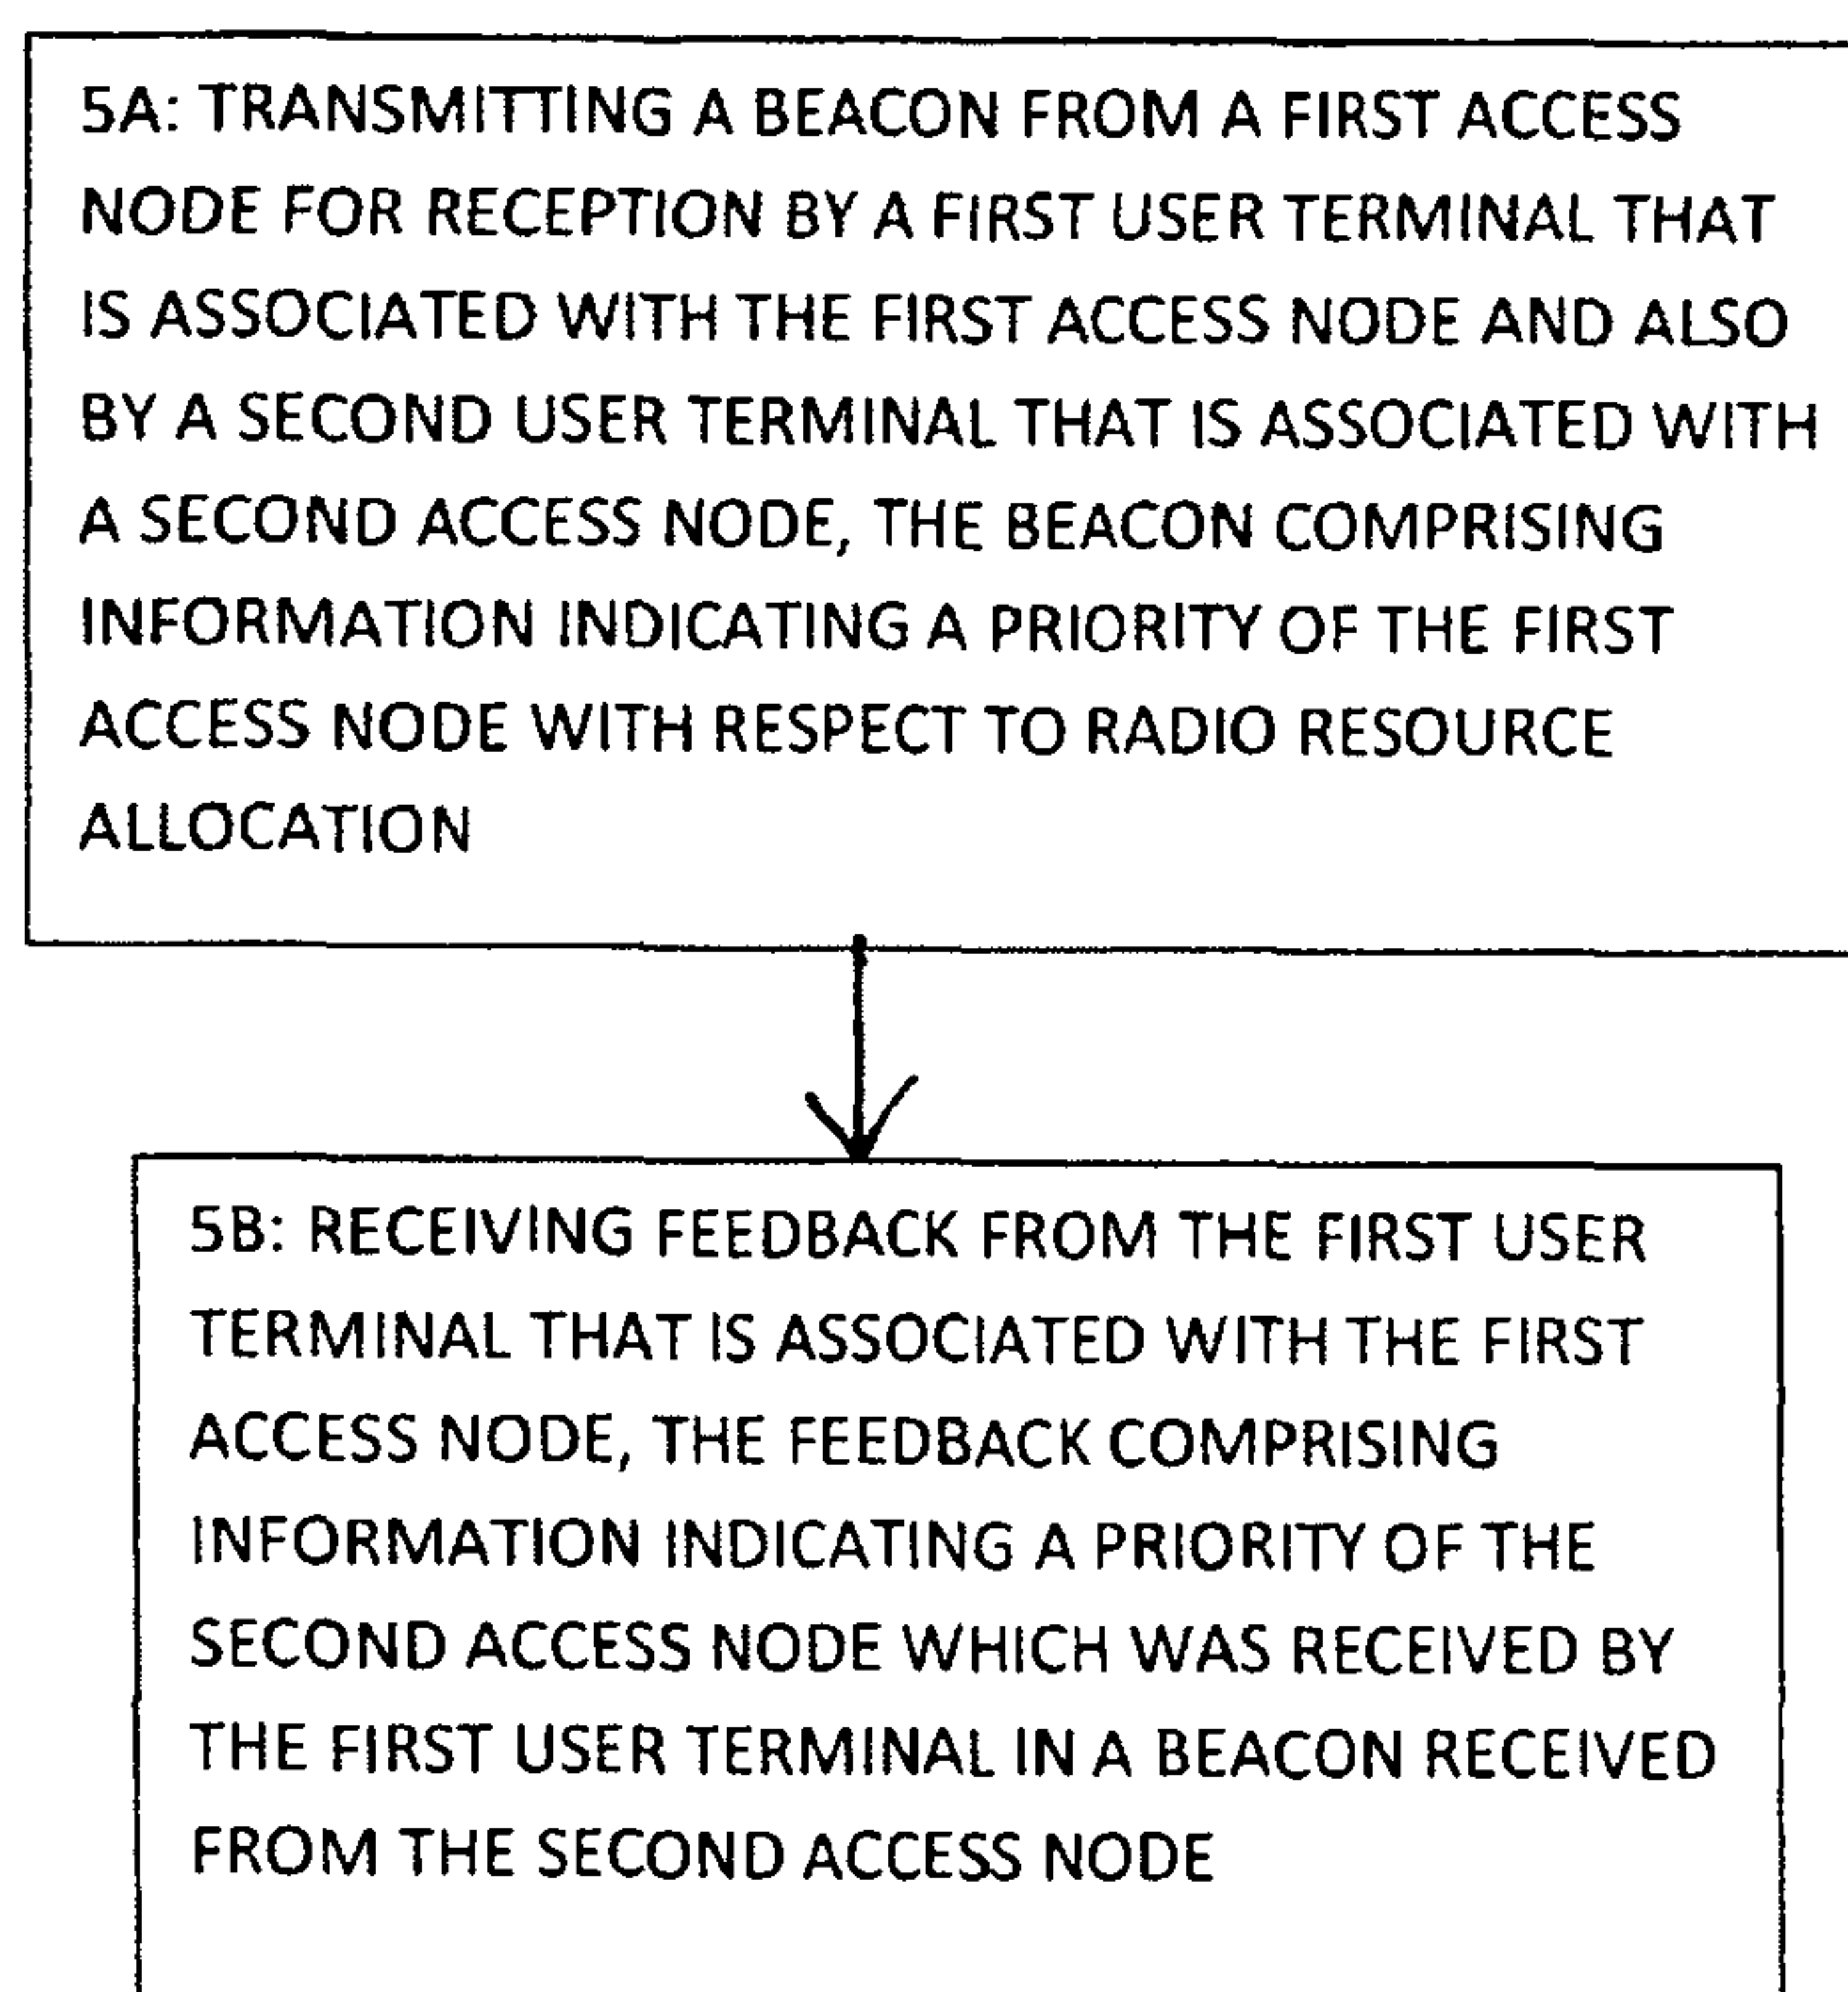 5A: TRANSMITTING A BEACON FROM A FIRST ACCESS
NODE FOR RECEPTION BY A FIRST USER TERMINAL THAT
IS ASSOCIATED WITH THE FIRST ACCESS NODE AND ALSO
BY A SECOND USER TERMINAL THAT IS ASSOCIATED WITH
A SECOND ACCESS NODE, THE BEACON COMPRISING
INFORMATION INDICATING A PRIORITY OF THE FIRST
ACCESS NODE WITH RESPECT TO RADIO RESOURCE
ALLOCATION
5B: RECEIVING FEEDBACK FROM THE FIRST USER
TERMINAL THAT IS ASSOCIATED WITH THE FIRST
ACCESS NODE, THE FEEDBACK COMPRISING
INFORMATION INDICATING A PRIORITY OF THE
SECOND ACCESS NODE WHICH WAS RECEIVED BY
THE FIRST USER TERMINAL IN A BEACON RECEIVED
FROM THE SECOND ACCESS NODE